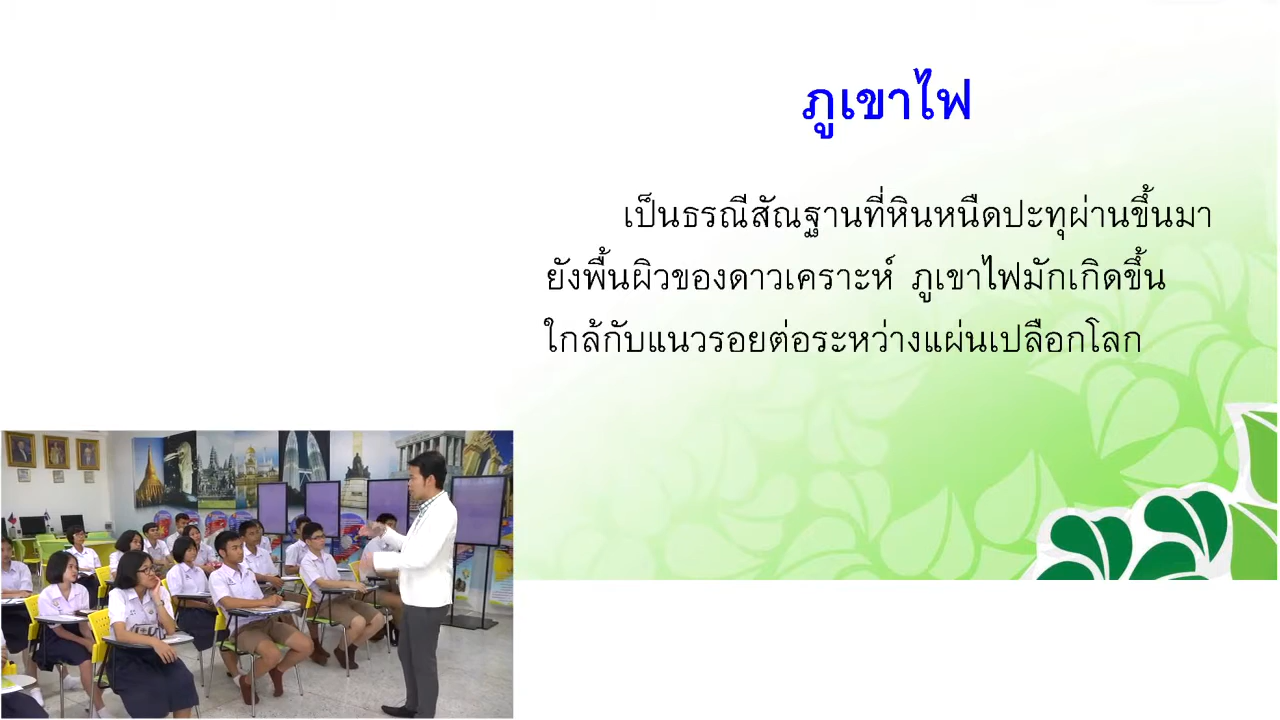 ภูเขาไฟ
เป็นธรณีสัณฐานที่หินหนืดปะทุผ่านขึ้นมา
ยังพื้นผิวของดาวเคราะห์ ภูเขาไฟมักเกิดขึ้น
ใกล้กับแนวรอยต่อระหว่างแผ่นเปลือกโลก